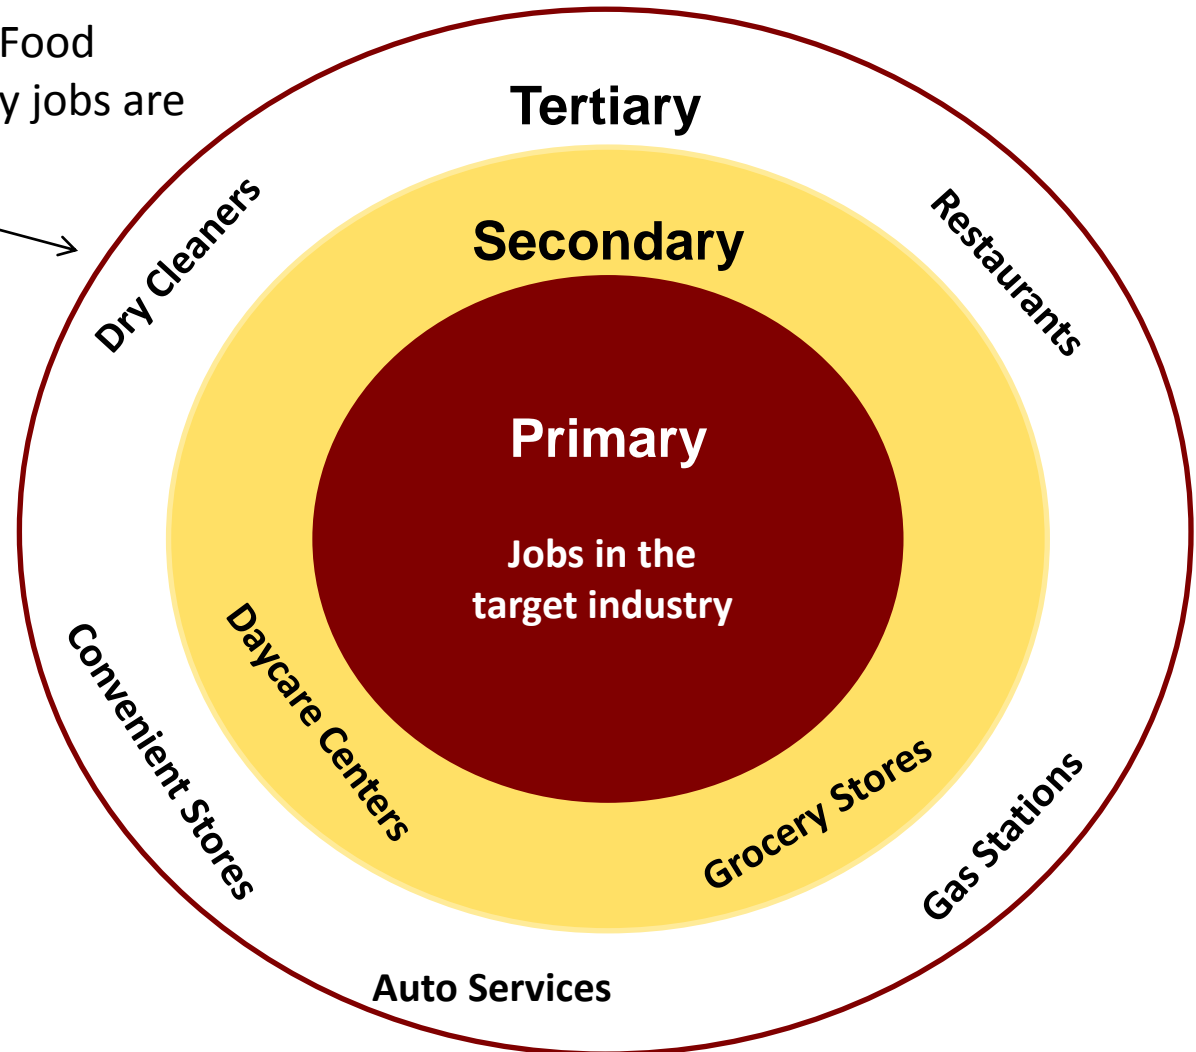 Food
y jobs are
Tertiary
Dry Cleaners
Restaurants
Secondary
Primary
Jobs in the
target industry
Daycare Centers
Convenient Stores
Grocery Stores
Gas Stations
Auto Services